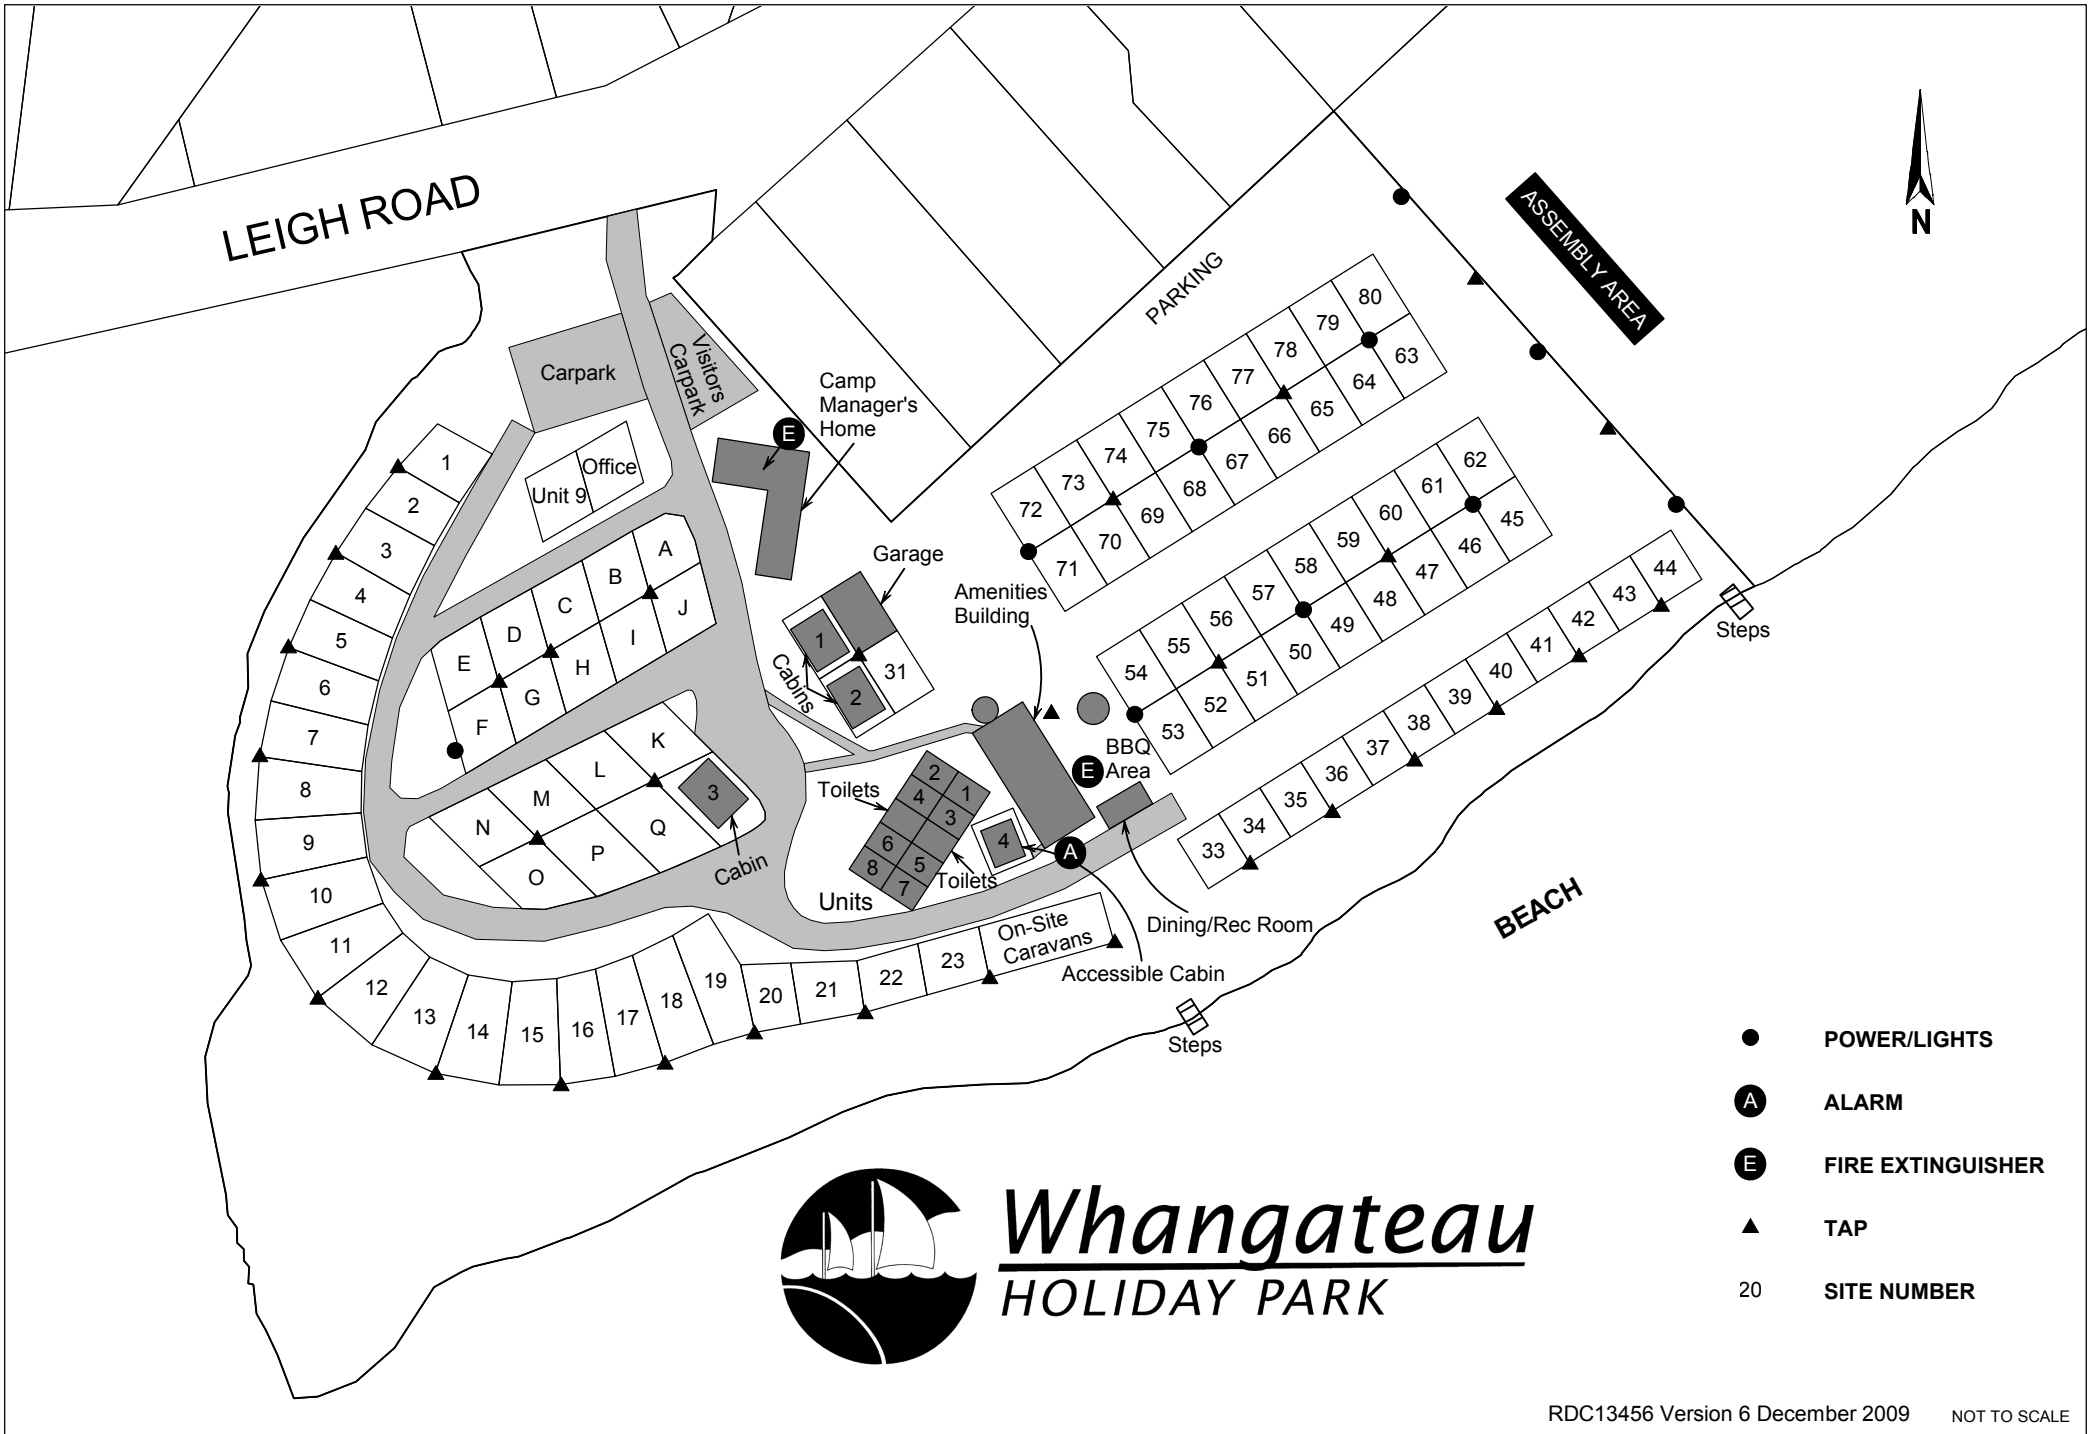 LEIGH ROAD
N
ASSEMBLY AREA
PARKING
Carpark
Visitors
Carpark
Camp
Manager's
Home
E
Office
Unit 9
Garage
Amenities
Building
Cabins
1
2
31
1
2
3
4
5
6
7
8
9
10
11
12
13
14
15
16
17
18
19
20
21
22
23
On-Site
Caravans
A
B
C
D
E
F
G
H
I
J
K
L
M
N
O
P
Q
3
Cabin
Toilets
2
1
4
3
6
5
8
7
Toilets
Units
4
A
E
BBQ
Area
Dining/Rec Room
Accessible Cabin
80
79
78
77
76
75
74
73
72
63
64
65
66
67
68
69
70
71
62
61
60
59
58
57
56
55
54
45
46
47
48
49
50
51
52
53
44
43
42
41
40
39
38
37
36
35
34
33
Steps
Steps
BEACH
POWER/LIGHTS
A ALARM
E FIRE EXTINGUISHER
TAP
20 SITE NUMBER
Whangateau
HOLIDAY PARK
RDC13456 Version 6 December 2009 NOT TO SCALE